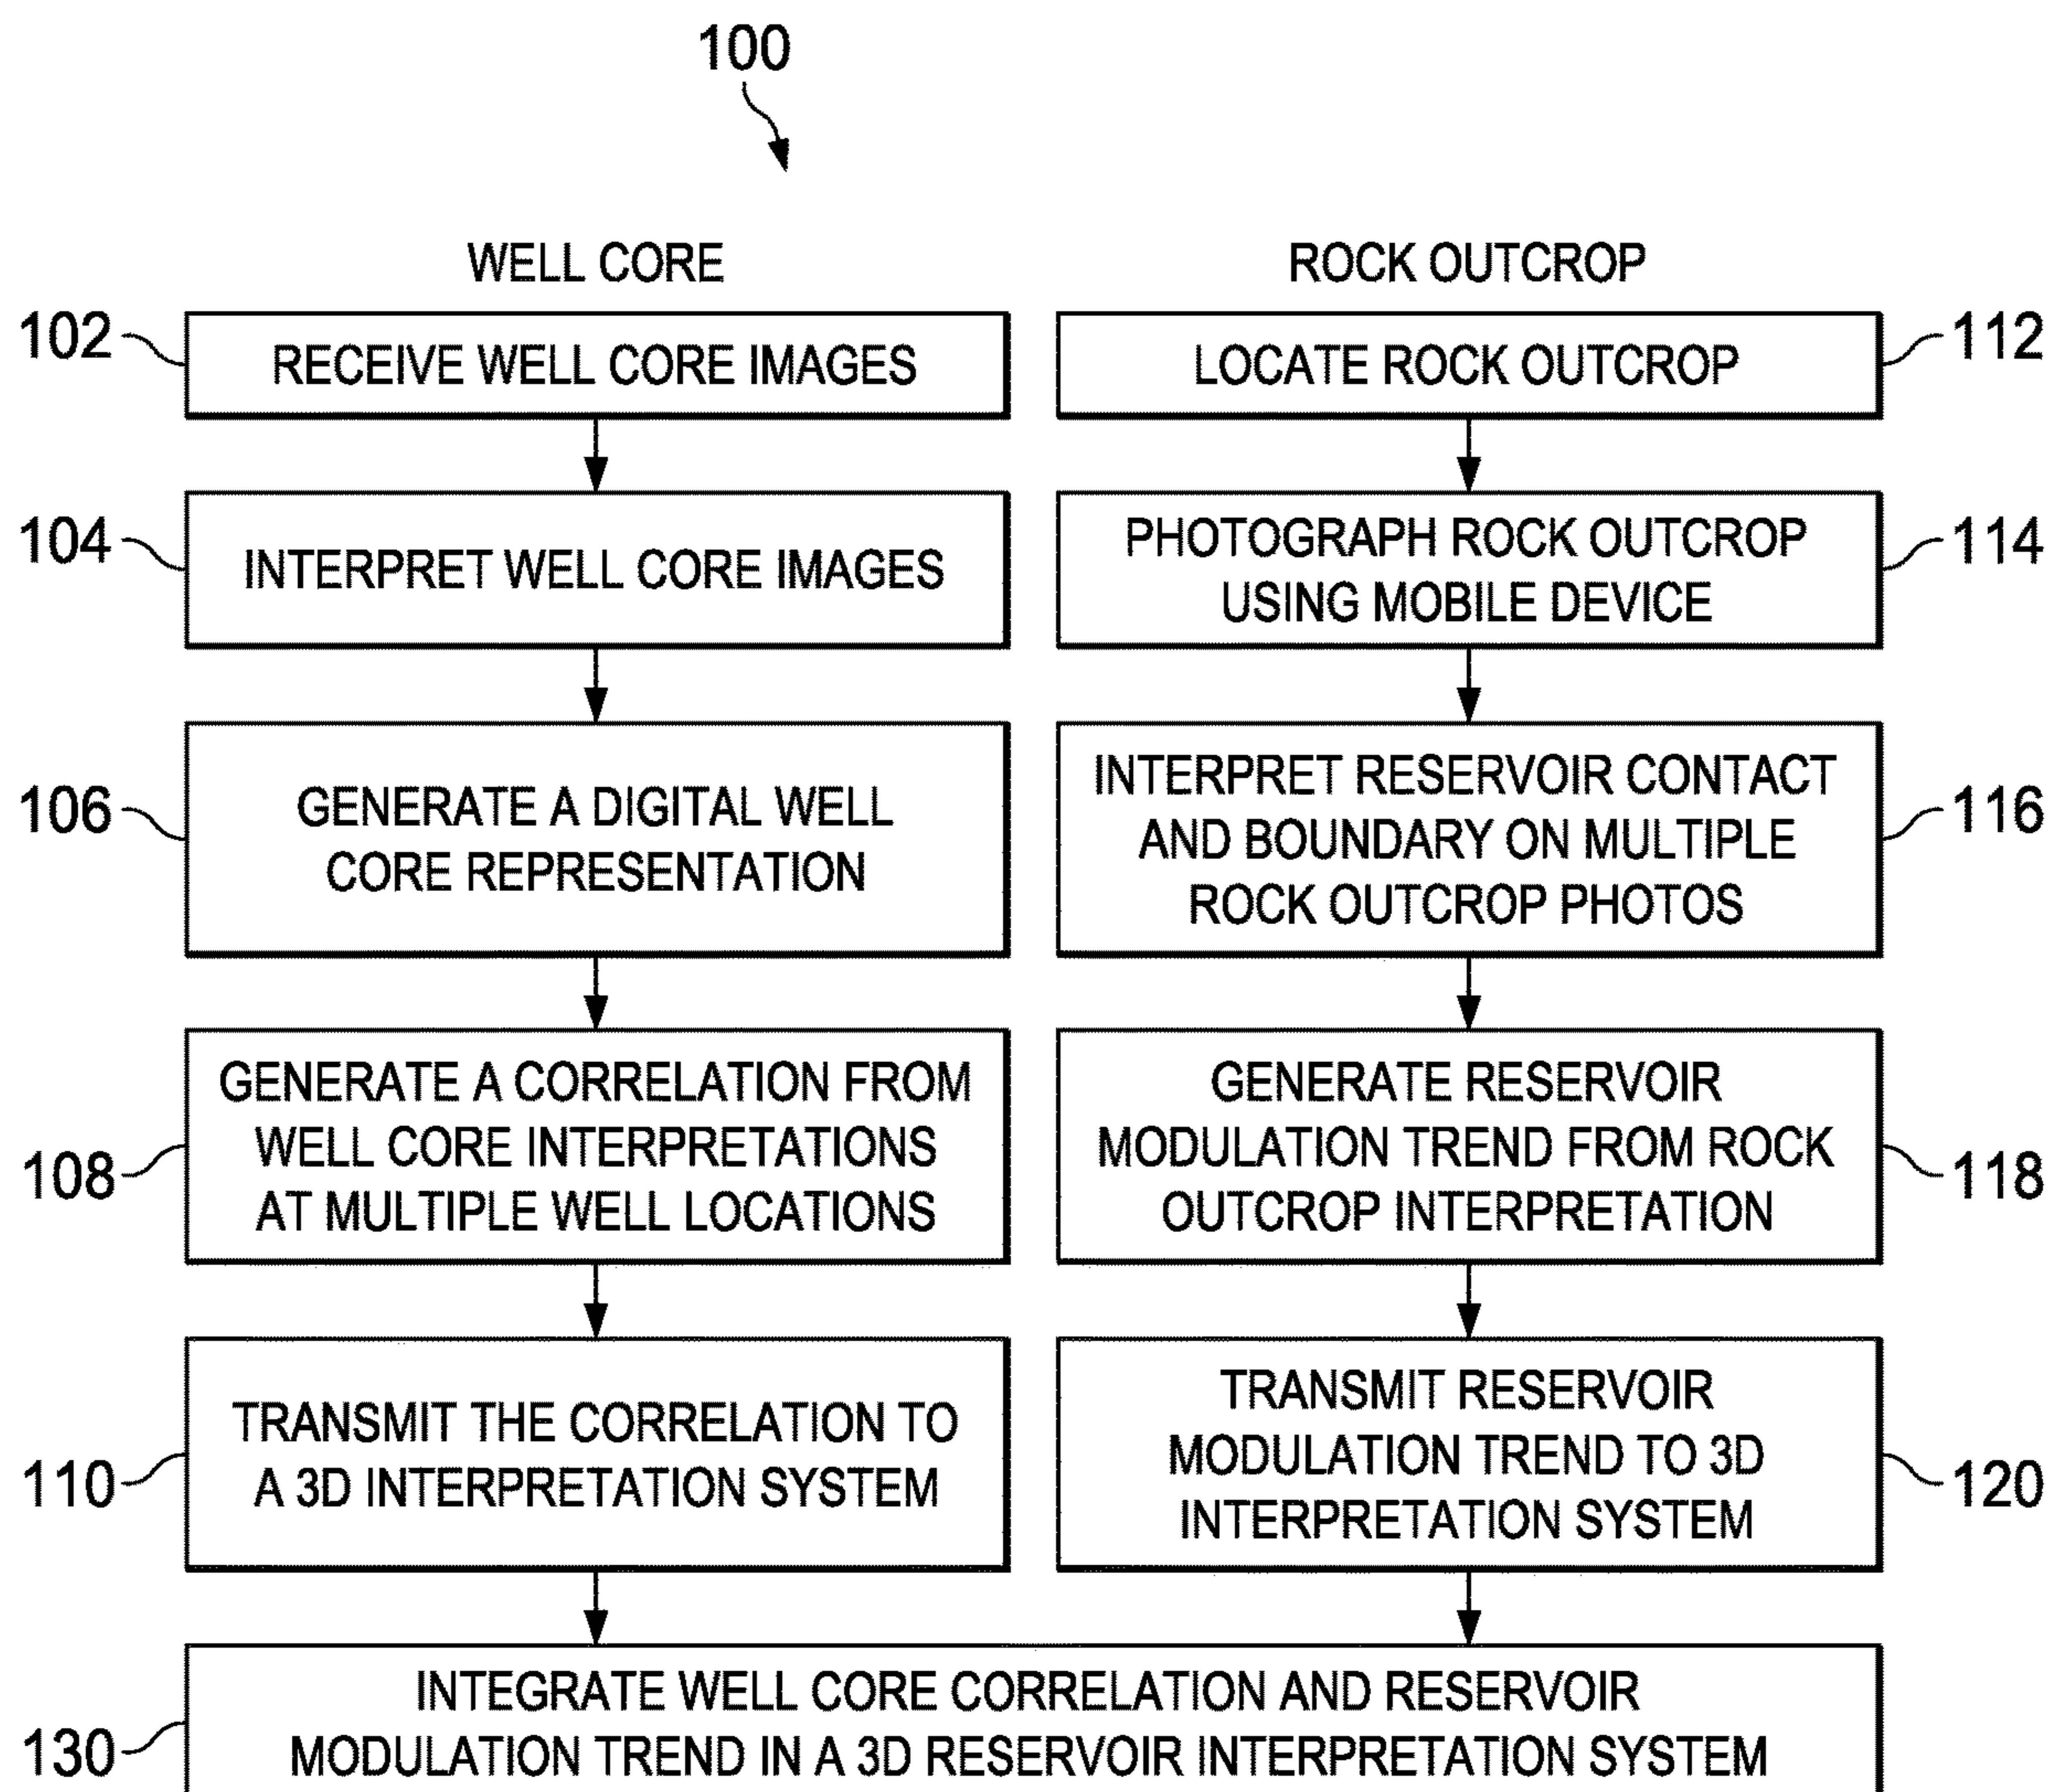 100
WELL CORE
102
RECEIVE WELL CORE IMAGES
104
INTERPRET WELL CORE IMAGES
106
GENERATE A DIGITAL WELL
CORE REPRESENTATION
108
GENERATE A CORRELATION FROM
WELL CORE INTERPRETATIONS
AT MULTIPLE WELL LOCATIONS
110
TRANSMIT THE CORRELATION TO
A 3D INTERPRETATION SYSTEM
ROCK OUTCROP
LOCATE ROCK OUTCROP
112
PHOTOGRAPH ROCK OUTCROP
USING MOBILE DEVICE
114
INTERPRET RESERVOIR CONTACT
AND BOUNDARY ON MULTIPLE
ROCK OUTCROP PHOTOS
116
GENERATE RESERVOIR
MODULATION TREND FROM ROCK
OUTCROP INTERPRETATION
118
TRANSMIT RESERVOIR
MODULATION TREND TO 3D
INTERPRETATION SYSTEM
120
130
INTEGRATE WELL CORE CORRELATION AND RESERVOIR
MODULATION TREND IN A 3D RESERVOIR INTERPRETATION SYSTEM